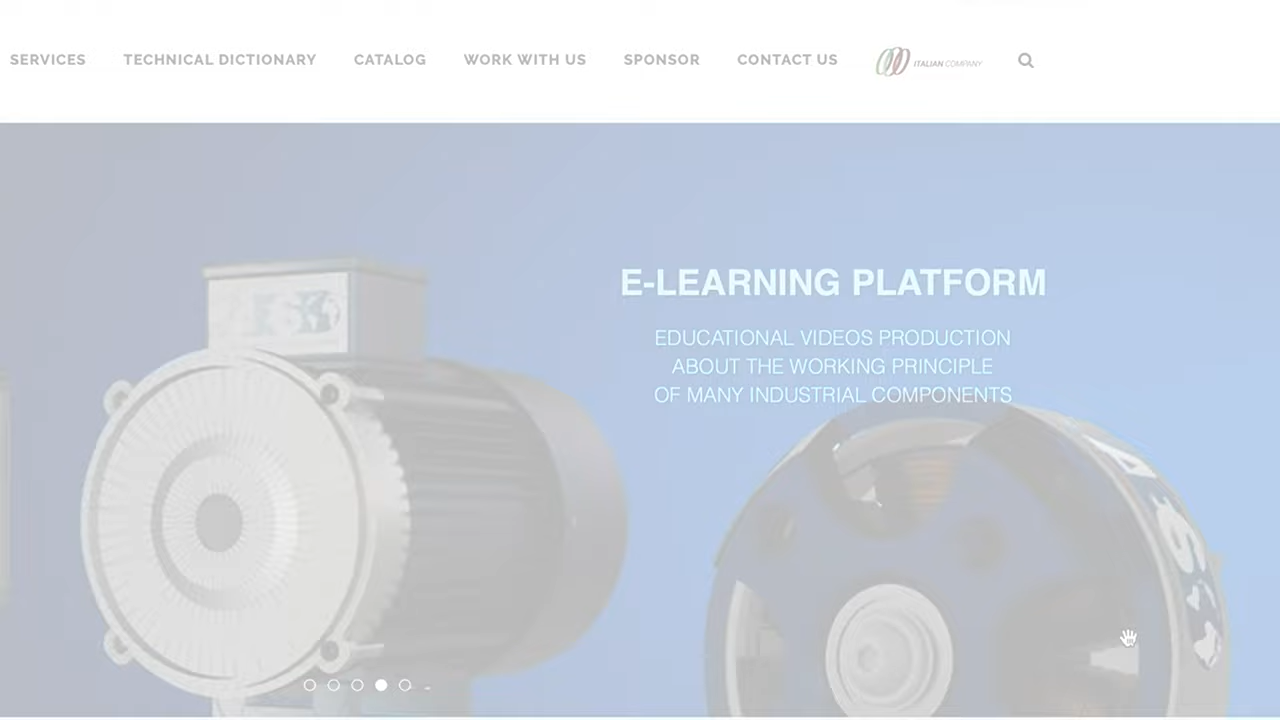 SERVICES
TECHNICAL DICTIONARY
CATALOG
WORK WITH US
SPONSOR
CONTACT US
ITALIAN COMPANY
E-LEARNING PLATFORM
EDUCATIONAL VIDEOS PRODUCTION
ABOUT THE WORKING PRINCIPLE
OF MANY INDUSTRIAL COMPONENTS